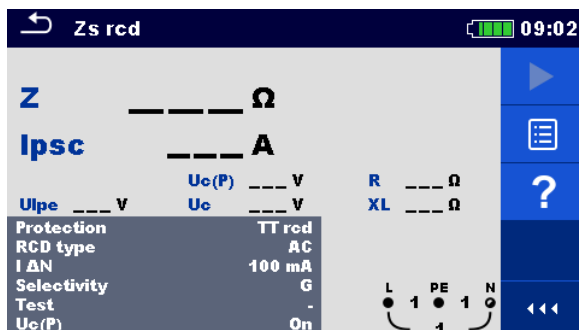 Zs rcd 09:02
Z ___ Ω
Ipsc ___ A
Uc(P) ___ V R ___ Ω
Ulpe ___ V Uc ___ V XL ___ Ω
Protection TT rcd
RCD type AC
I ΔN 100 mA
Selectivity G
Test -
Uc(P) On
L PE N
1 1
1
?